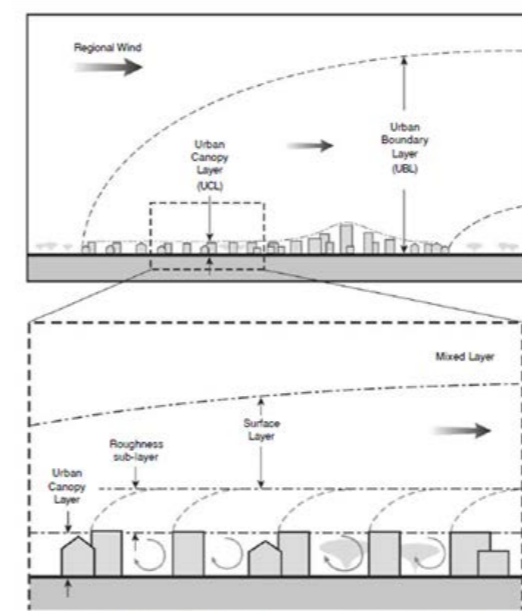 Regional Wind
Urban
Canopy
Layer
(UCL)
Urban
Boundary
Layer
(UBL)
Mixed Layer
Surface
Layer
Roughness
sub-layer
Urban
Canopy
Layer